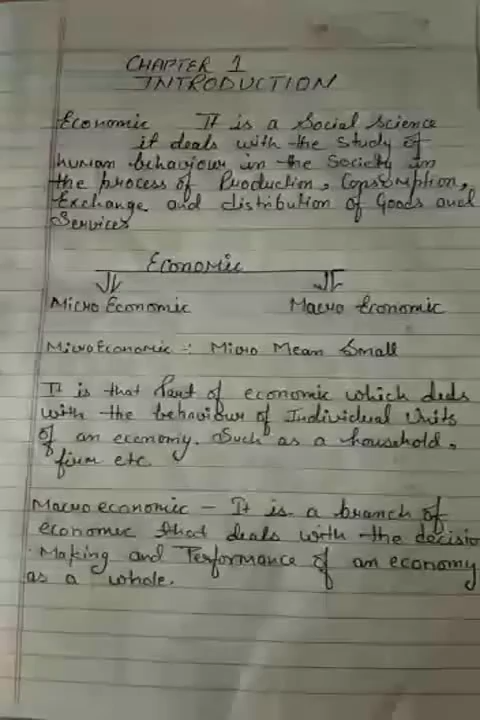 CHAPTER 1
INTRODUCTION
Economic It is a Social Science
it deals with the study of
human behaviour in the Society in
the process of Production, Consumption,
Exchange and distribution of Goods and
Services
Economic
Micro Economic Macro Economic
Micro Economic :- Micro Mean Small
It is that Part of economic which deals
with the behaviour of Individual Units
of an economy. Such as a household,
firm etc.
Macro economic - It is a branch of
economic that deals with the decisio
Making and Performance of an economy
as a whole.